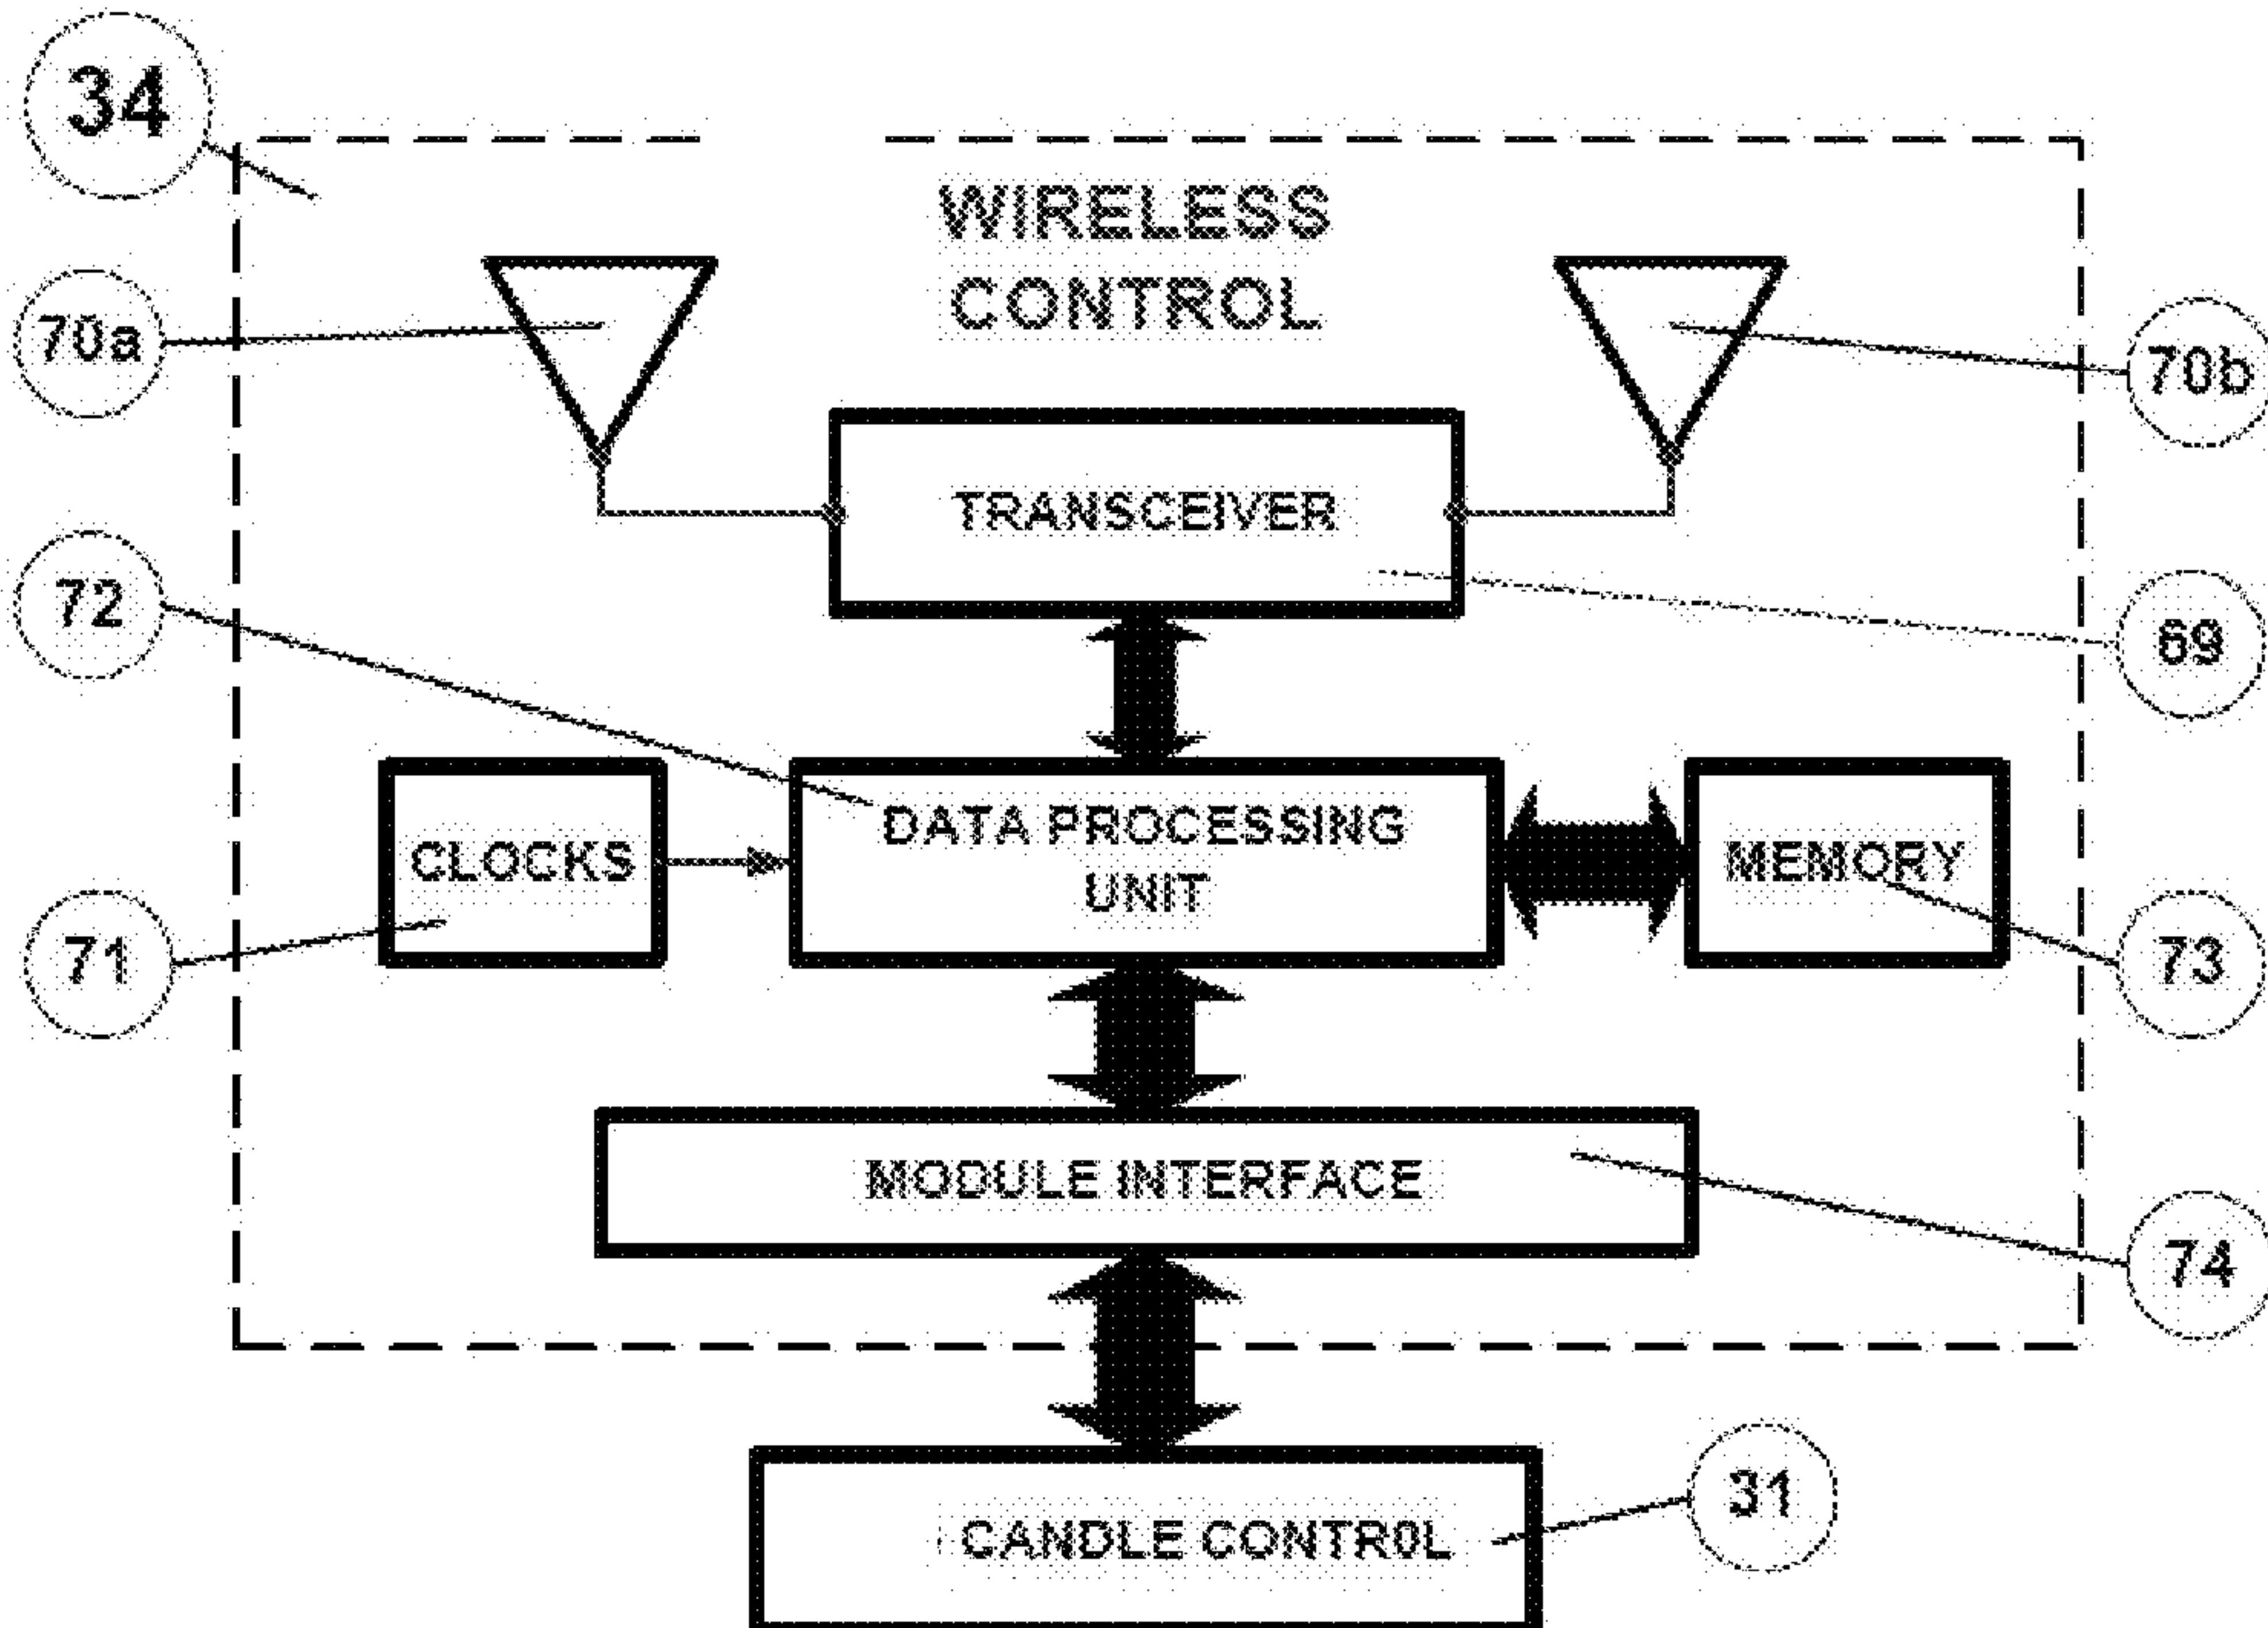 34
WIRELESS
CONTROL
70a
70b
TRANSCEIVER
72
69
DATA PROCESSING
UNIT
CLOCKS
MEMORY
71
73
MODULE INTERFACE
74
31
CANDLE CONTROL